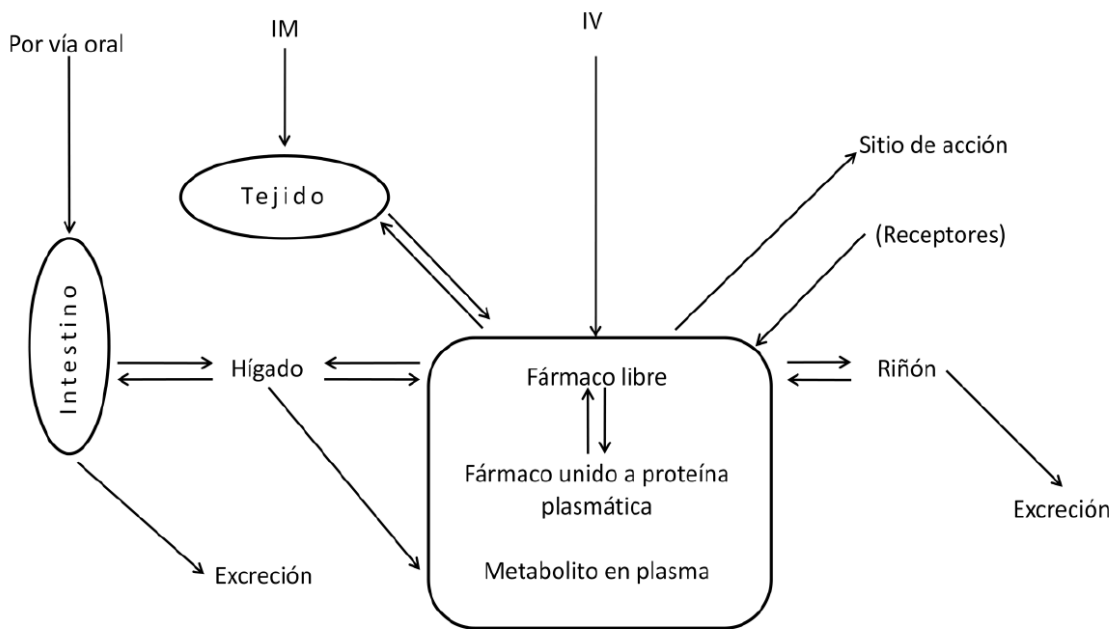 Por vía oral
IM
IV
Tejido
Sitio de acción
(Receptores)
Intestino
Hígado
Fármaco libre
Riñón
Fármaco unido a proteína
plasmática
Metabolito en plasma
Excreción
Excreción